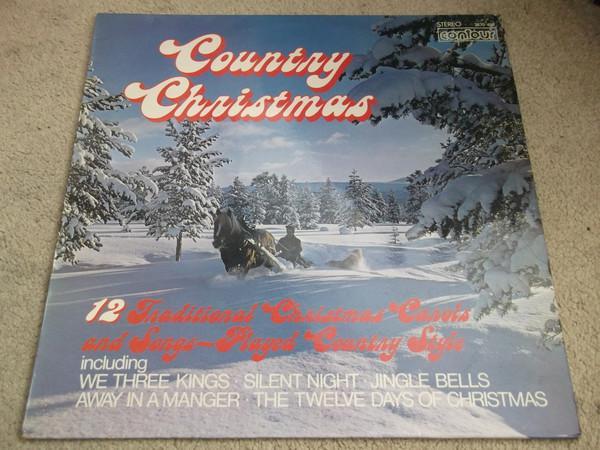 STEREO
contour
Country
Christmas
12 Traditional Christmas Carols
and Songs—Played Country Style
including
WE THREE KINGS · SILENT NIGHT · JINGLE BELLS
AWAY IN A MANGER · THE TWELVE DAYS OF CHRISTMAS